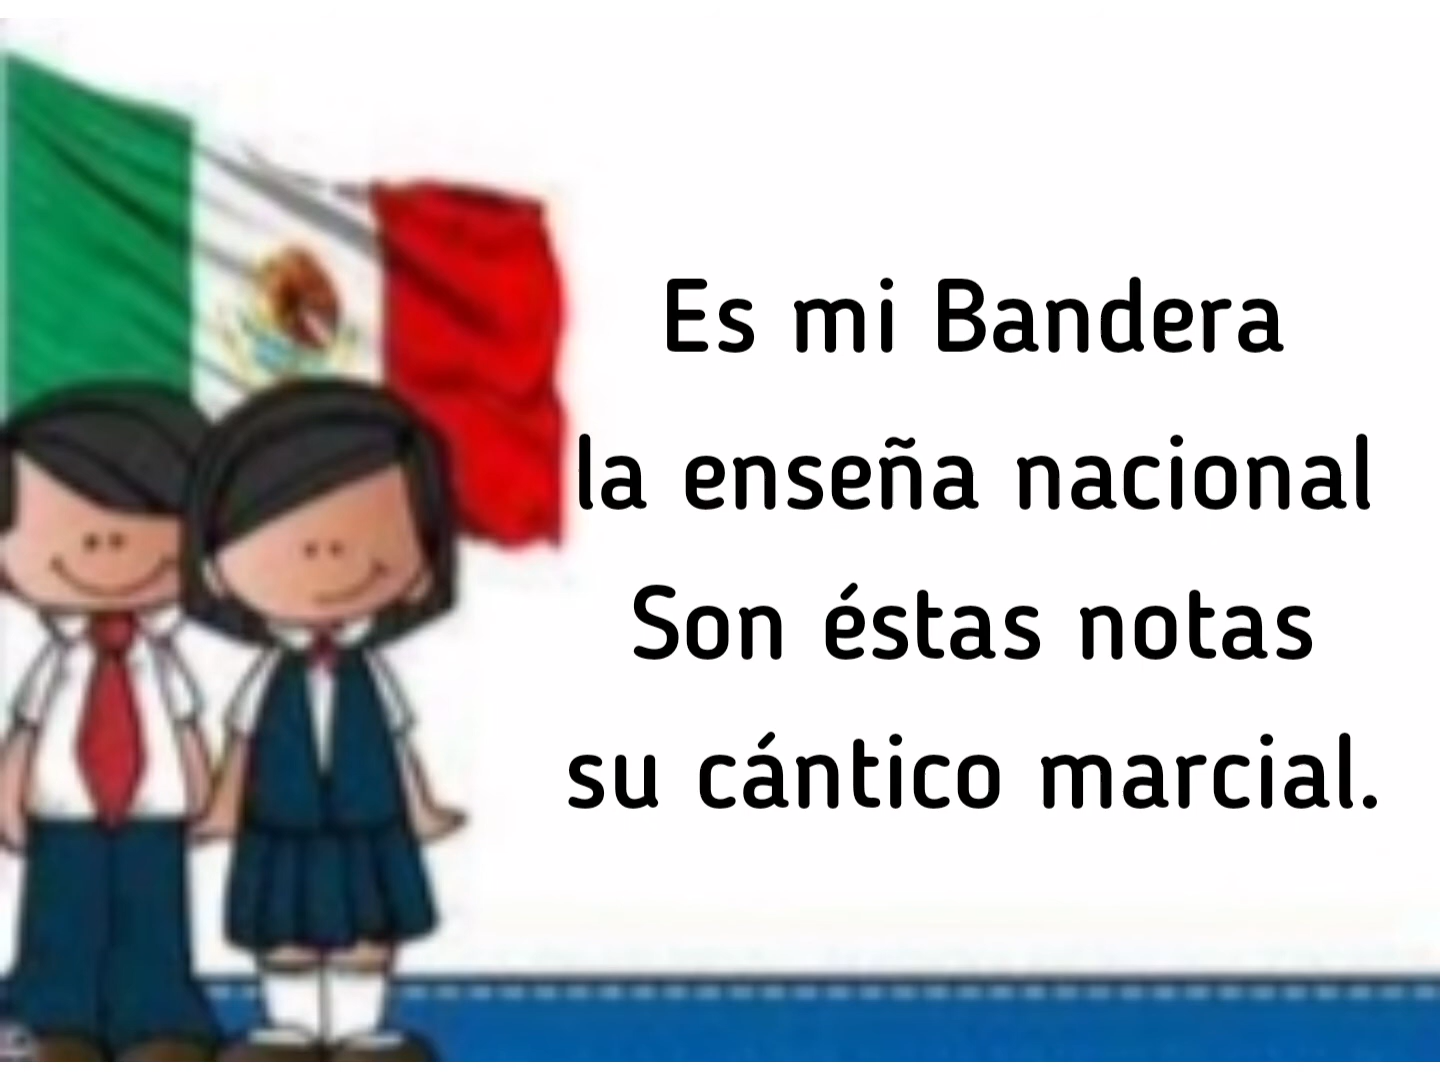 Es mi Bandera
la enseña nacional
Son éstas notas
su cántico marcial.